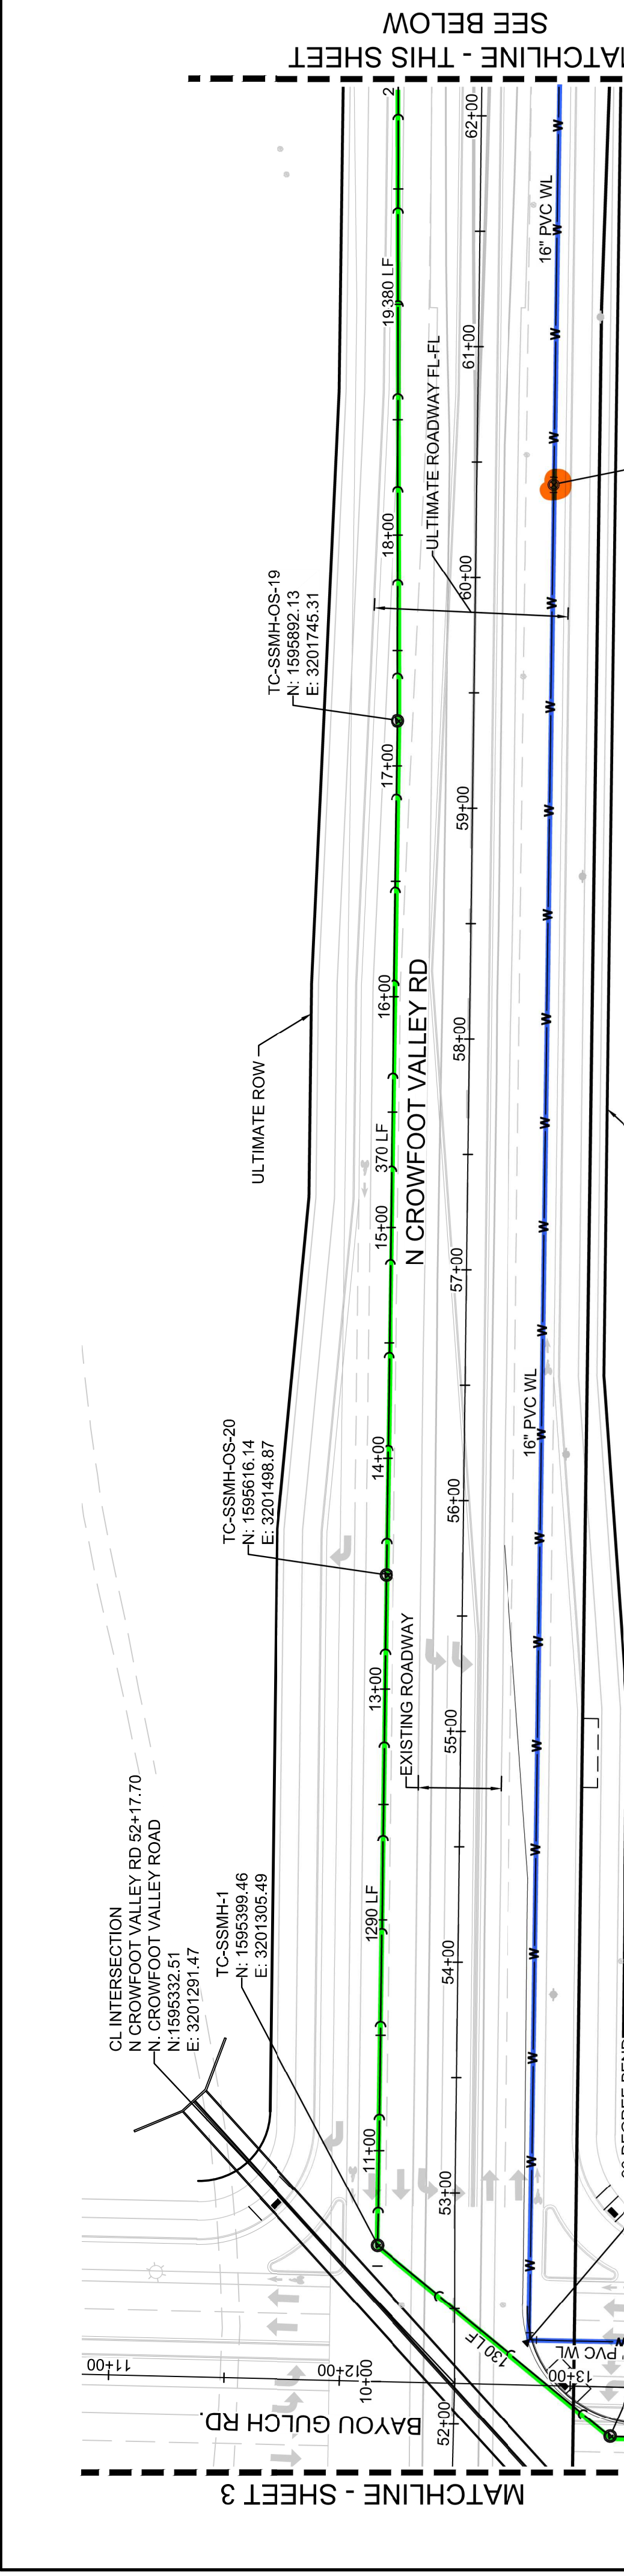 MATCHLINE - THIS SHEET
SEE BELOW
2
62+00
16" PVC WL
19380 LF
61+00
ULTIMATE ROADWAY FL-FL
18+00
60+00
TC-SSMH-OS-19
N: 1595892.13
E: 3201745.31
17+00
59+00
16+00
58+00
ULTIMATE ROW
N CROWFOOT VALLEY RD
370 LF
15+00
57+00
16" PVC WL
14+00
56+00
TC-SSMH-OS-20
N: 1595616.14
E: 3201498.87
13+00
EXISTING ROADWAY
55+00
CL INTERSECTION
N CROWFOOT VALLEY RD 52+17.70
N. CROWFOOT VALLEY ROAD
N:1595332.51
E: 3201291.47
TC-SSMH-1
N: 1595399.46
E: 3201305.49
1290 LF
54+00
11+00
53+00
130 LF
PVC WL
11+00
12+00
13+00
10+00
52+00
BAYOU GULCH RD.
MATCHLINE - SHEET 3
W W W W W W W W W W W W W W W W W W W W W W